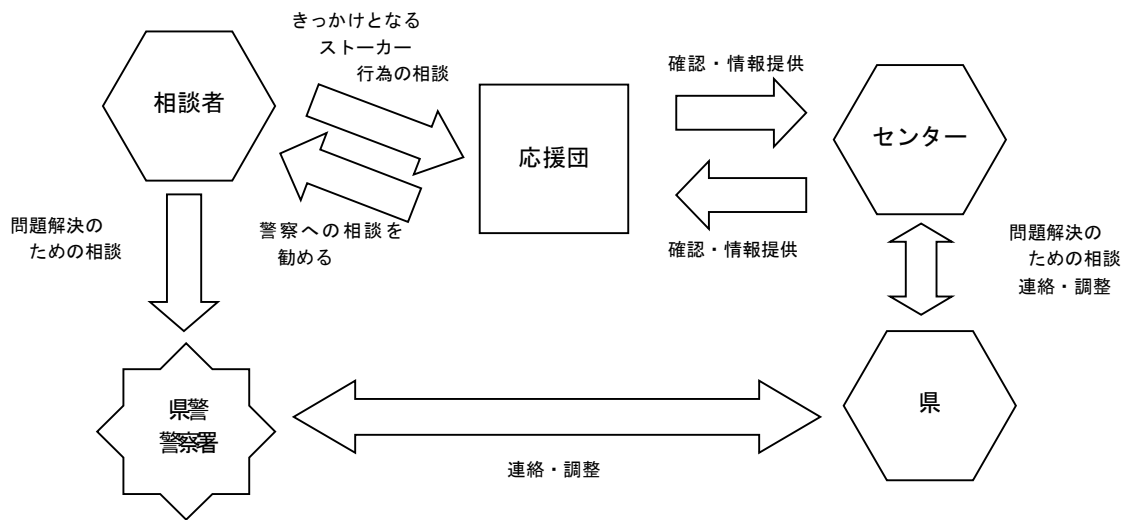 きっかけとなる
ストーカー
行為の相談
相談者
応援団
確認・情報提供
センター
問題解決の
ための相談
警察への相談を
勧める
確認・情報提供
問題解決の
ための相談
連絡・調整
県警
警察署
県
連絡・調整